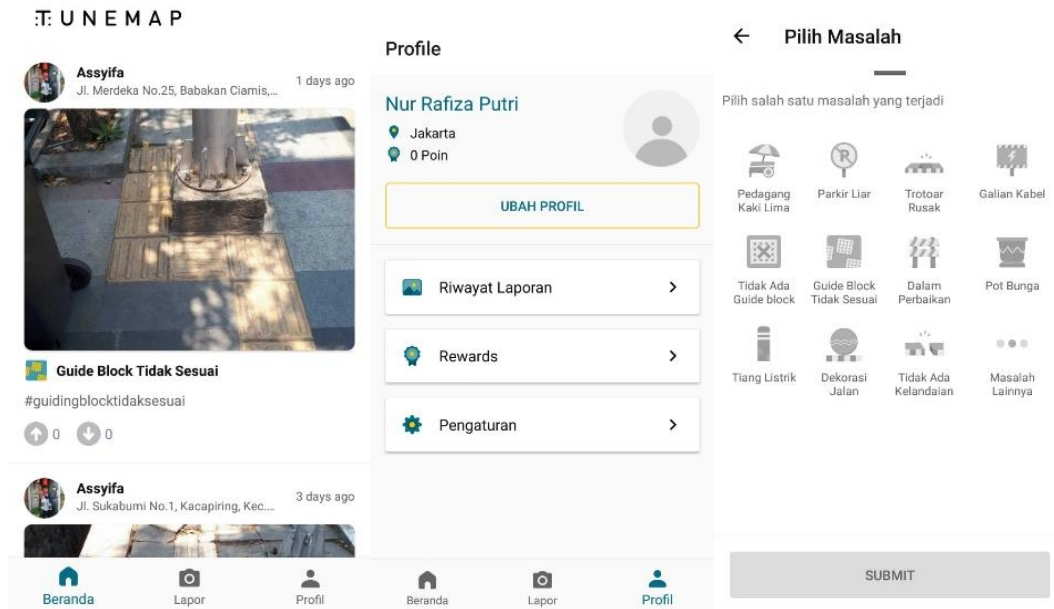 TUNEMAP
Assyifa
1 days ago
Jl. Merdeka No.25, Babakan Ciamis,...
Guide Block Tidak Sesuai
#guidingblocktidaksesuai
0 0
Assyifa
3 days ago
Jl. Sukabumi No.1, Kacapiring, Kec....
Beranda Lapor Profil
Profile
Nur Rafiza Putri
Jakarta
0 Poin
UBAH PROFIL
Riwayat Laporan
Rewards
Pengaturan
Beranda Lapor Profil
Pilih Masalah
Pilih salah satu masalah yang terjadi
Pedagang
Kaki Lima
Parkir Liar
Trotoar
Rusak
Galian Kabel
Tidak Ada
Guide block
Guide Block
Tidak Sesuai
Dalam
Perbaikan
Pot Bunga
Tiang Listrik
Dekorasi
Jalan
Tidak Ada
Kelandaian
Masalah
Lainnya
SUBMIT